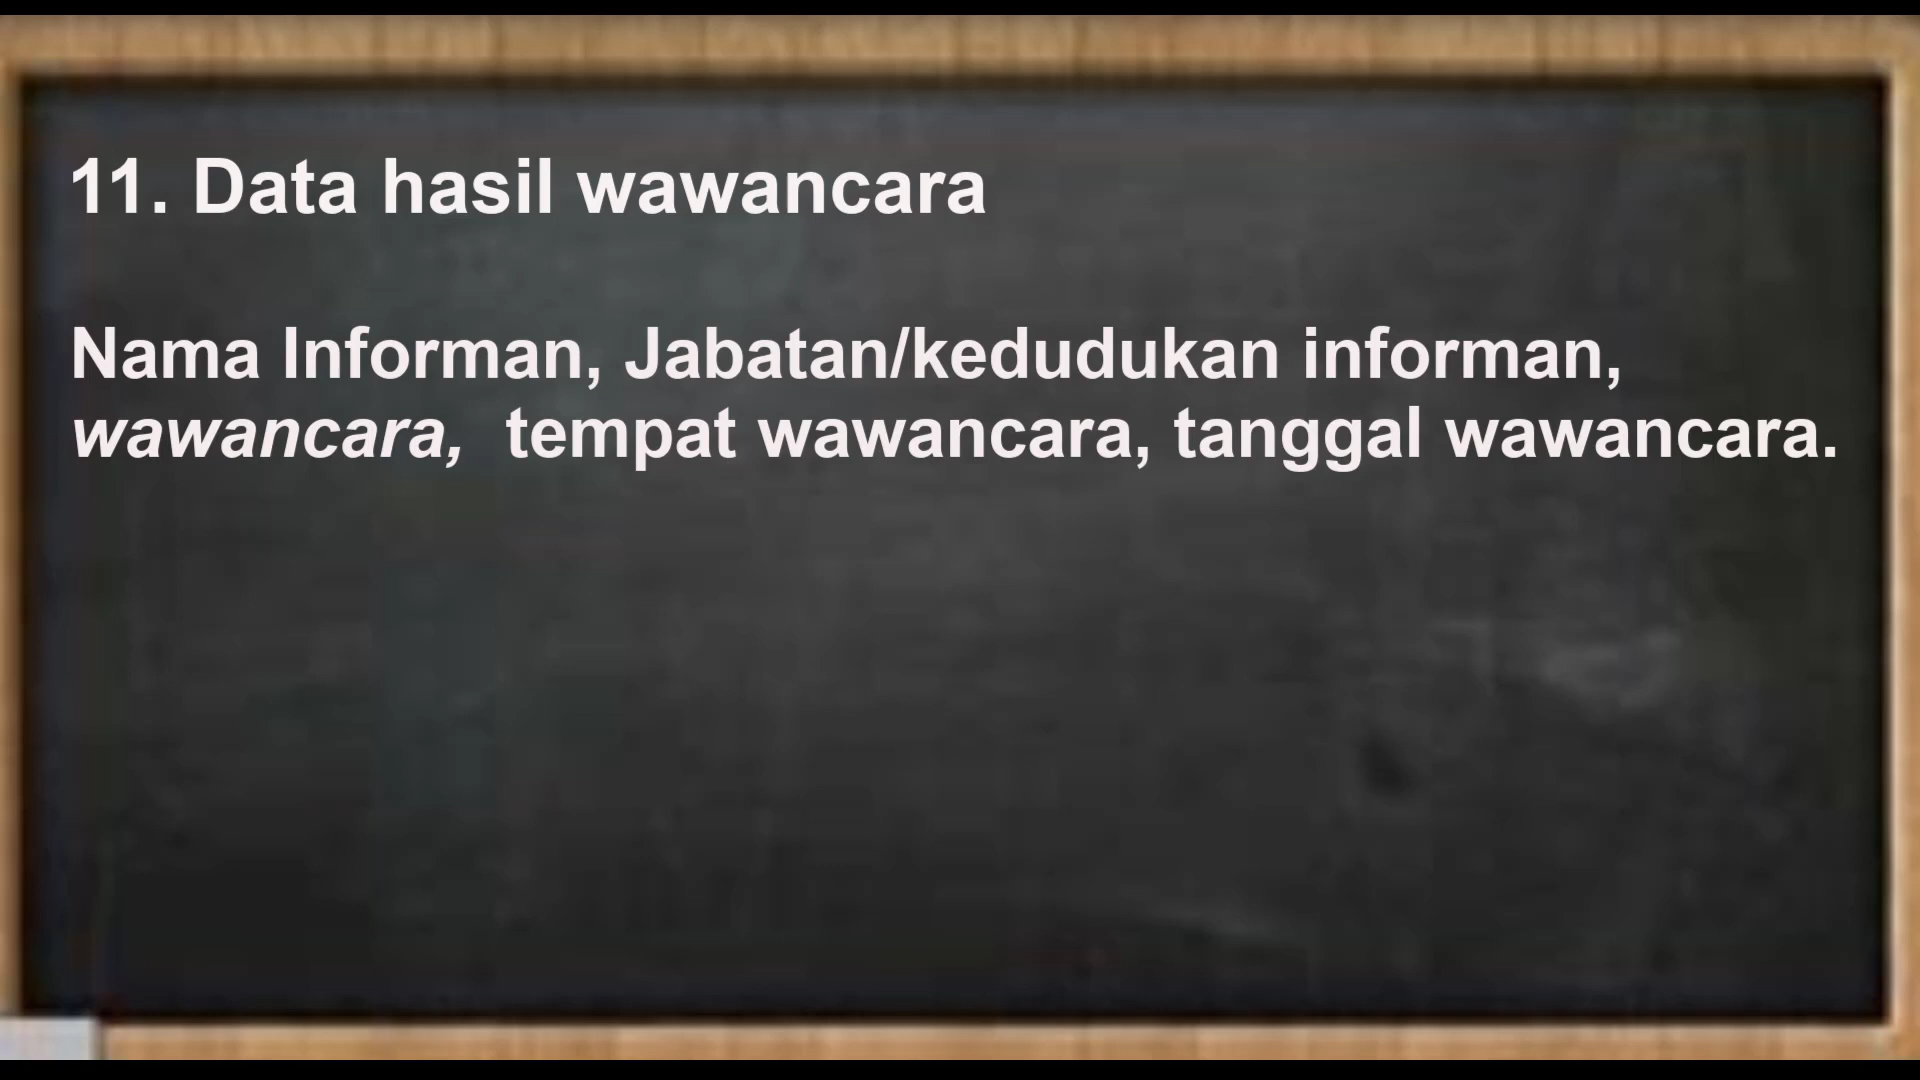 11. Data hasil wawancara
Nama Informan, Jabatan/kedudukan informan,
wawancara, tempat wawancara, tanggal wawancara.